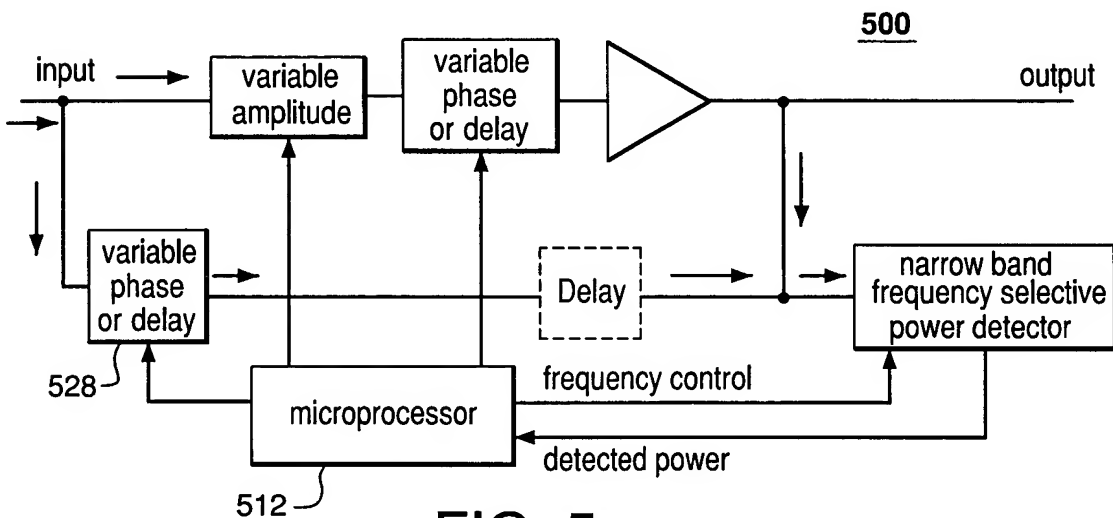 500
input
variable
amplitude
variable
phase
or delay
output
variable
phase
or delay
Delay
narrow band
frequency selective
power detector
528
microprocessor
frequency control
detected power
512